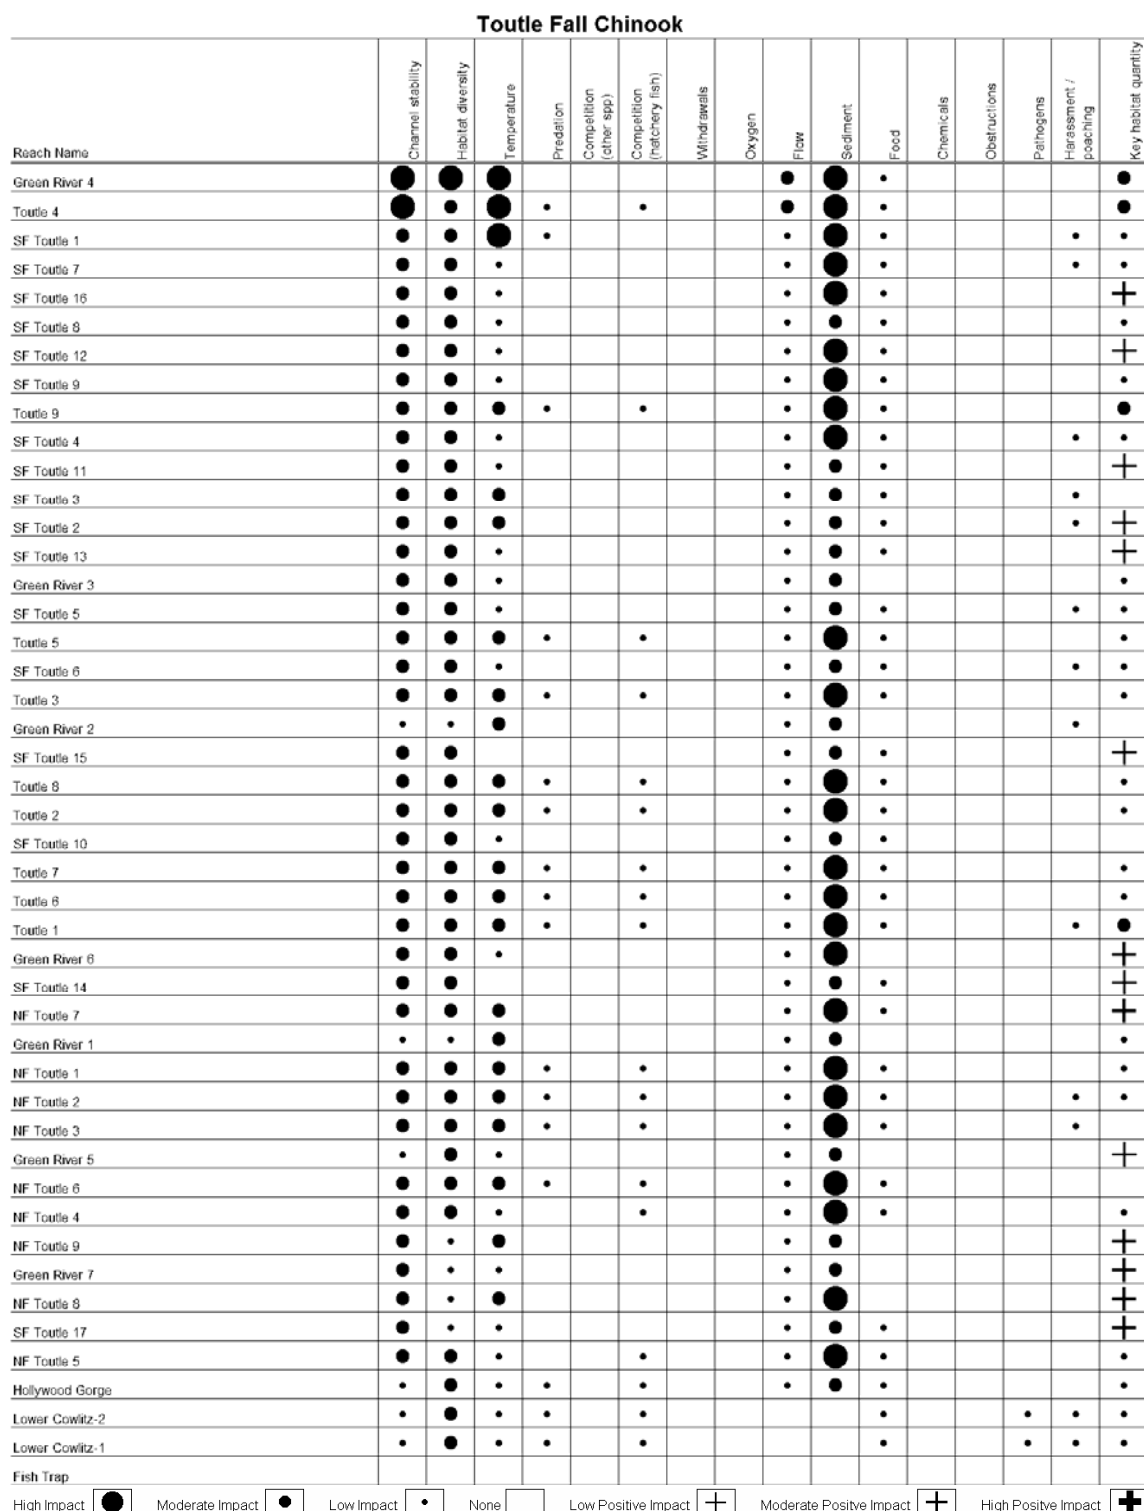 Toutle Fall Chinook
Reach Name
Channel stability
Habitat diversity
Temperature
Predation
Competition
(other spp)
Competition
(hatchery fish)
Withdrawals
Oxygen
Flow
Sediment
Food
Chemicals
Obstructions
Pathogens
Harassment /
poaching
Key habitat quantity
Green River 4
Toutle 4
SF Toutle 1
SF Toutle 7
SF Toutle 16
SF Toutle 8
SF Toutle 12
SF Toutle 9
Toutle 9
SF Toutle 4
SF Toutle 11
SF Toutle 3
SF Toutle 2
SF Toutle 13
Green River 3
SF Toutle 5
Toutle 5
SF Toutle 6
Toutle 3
Green River 2
SF Toutle 15
Toutle 8
Toutle 2
SF Toutle 10
Toutle 7
Toutle 6
Toutle 1
Green River 6
SF Toutle 14
NF Toutle 7
Green River 1
NF Toutle 1
NF Toutle 2
NF Toutle 3
Green River 5
NF Toutle 6
NF Toutle 4
NF Toutle 9
Green River 7
NF Toutle 8
SF Toutle 17
NF Toutle 5
Hollywood Gorge
Lower Cowlitz-2
Lower Cowlitz-1
Fish Trap
High Impact Moderate Impact Low Impact None Low Positive Impact Moderate Positve Impact High Positve Impact